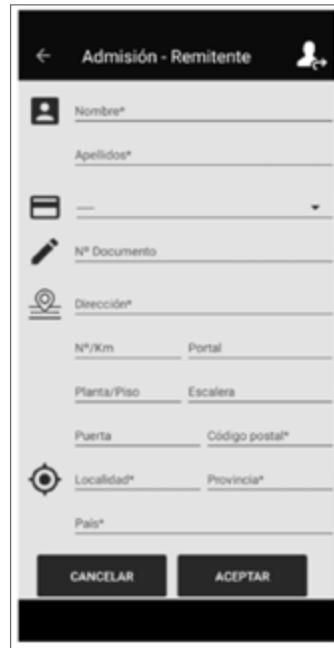 Admisión - Remitente
Nombre*
Apellidos*
---
Nº Documento
Dirección*
Nº/Km Portal
Planta/Piso Escalera
Puerta Código postal*
Localidad* Provincia*
País*
CANCELAR ACEPTAR